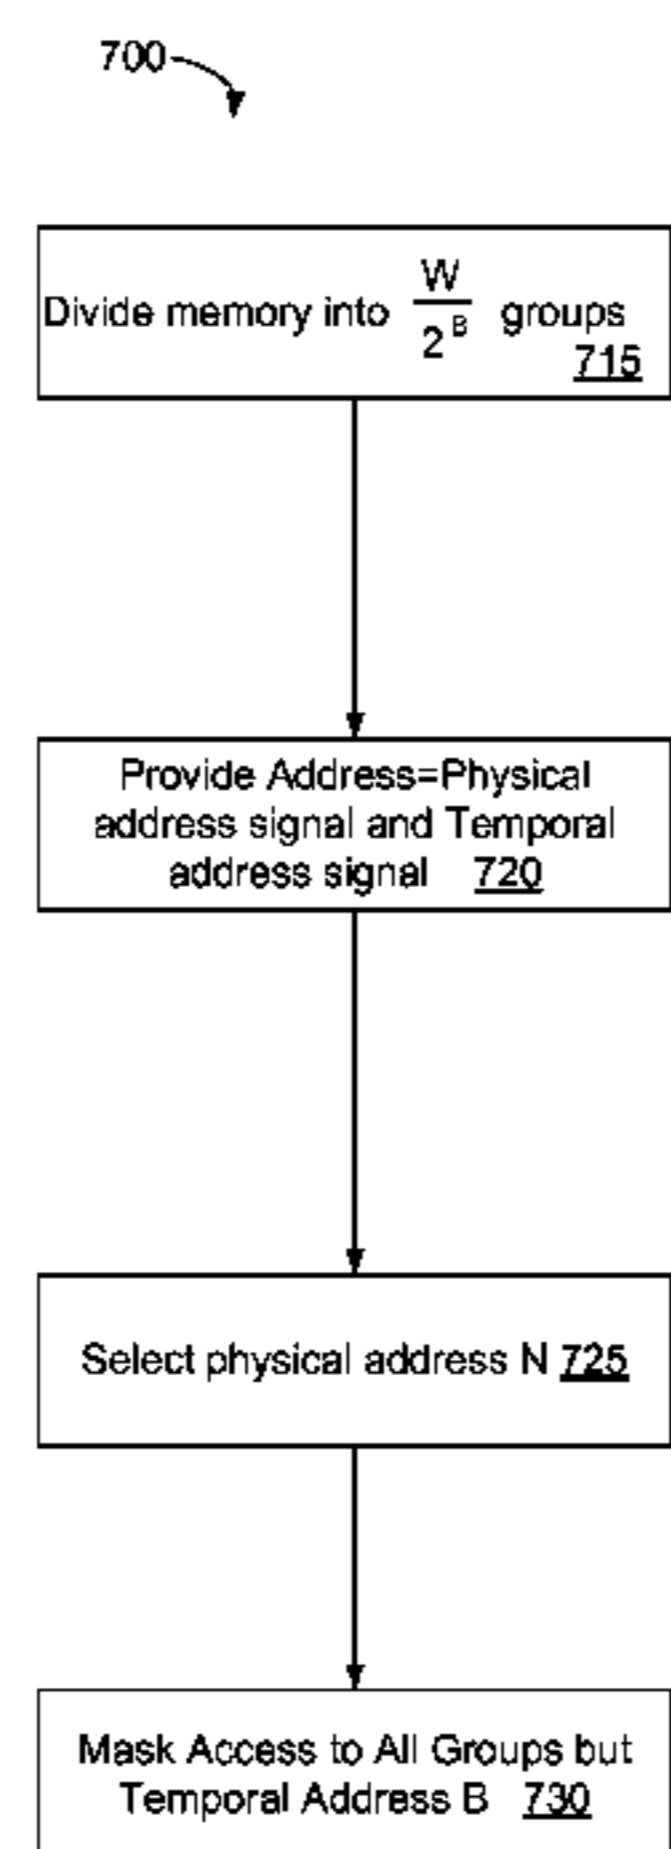 700
Divide memory into W/2^B groups
715
Provide Address=Physical
address signal and Temporal
address signal 720
Select physical address N 725
Mask Access to All Groups but
Temporal Address B 730